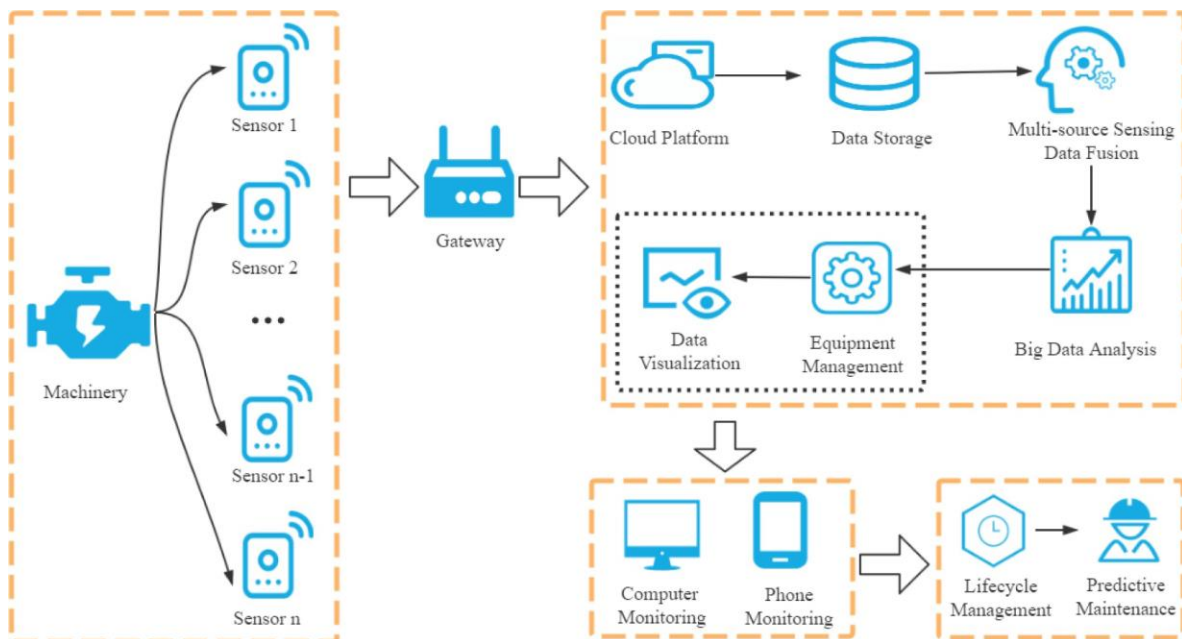 Sensor 1
Sensor 2
...
Sensor n-1
Sensor n
Machinery
Gateway
Cloud Platform
Data Storage
Multi-source Sensing
Data Fusion
Big Data Analysis
Equipment
Management
Data
Visualization
Computer
Monitoring
Phone
Monitoring
Lifecycle
Management
Predictive
Maintenance